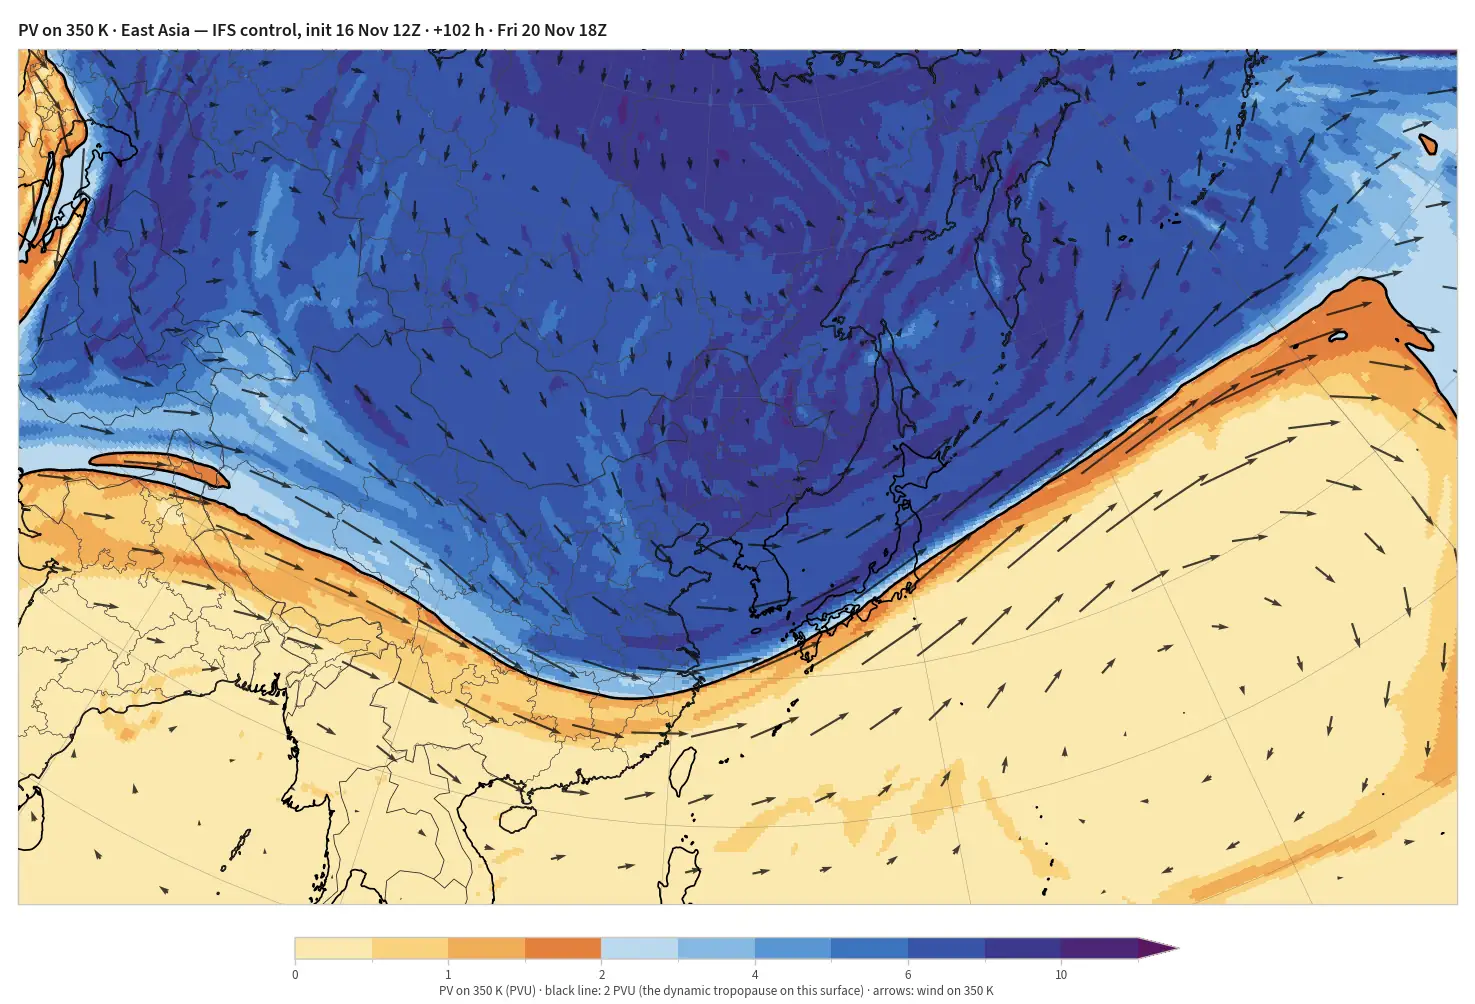 PV on 350 K · East Asia — IFS control, init 16 Nov 12Z · +102 h · Fri 20 Nov 18Z
0 1 2 4 6 10
PV on 350 K (PVU) · black line: 2 PVU (the dynamic tropopause on this surface) · arrows: wind on 350 K